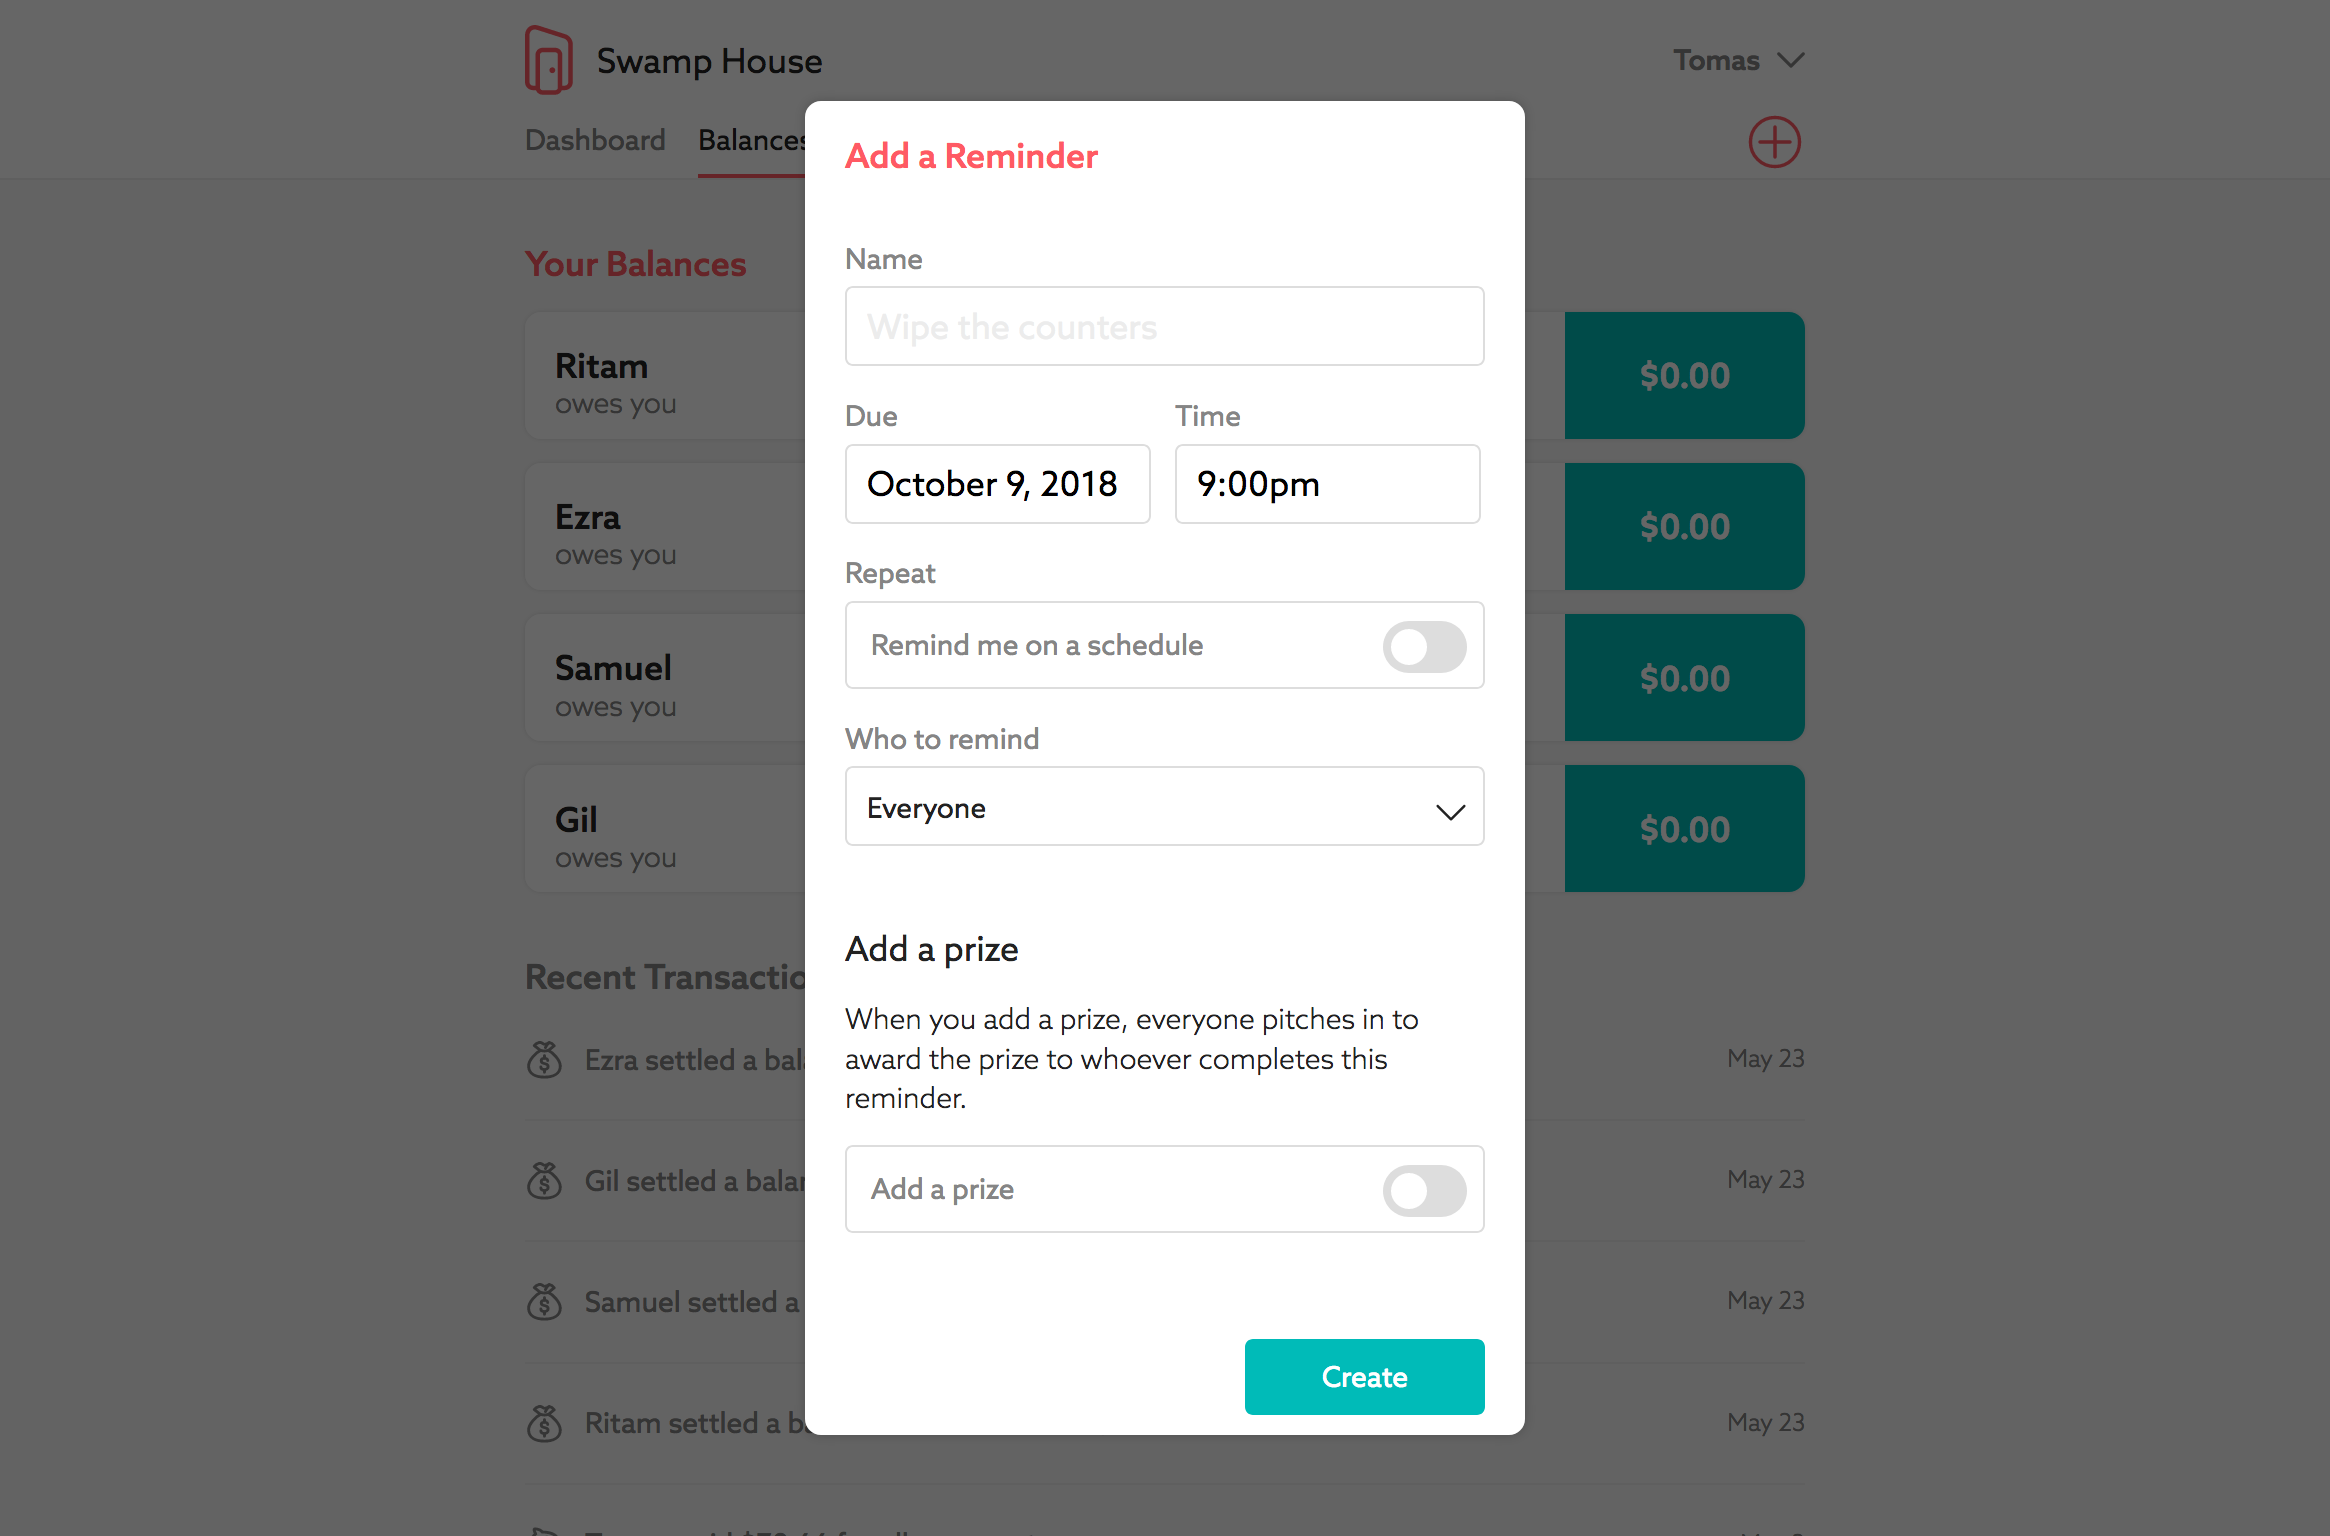 Swamp House
Tomas
Dashboard
Balances
Add a Reminder
Name
Wipe the counters
Due
Time
October 9, 2018
9:00pm
Repeat
Remind me on a schedule
Who to remind
Everyone
Add a prize
When you add a prize, everyone pitches in to
award the prize to whoever completes this
reminder.
Add a prize
Create
Your Balances
Ritam
owes you
$0.00
Ezra
owes you
$0.00
Samuel
owes you
$0.00
Gil
owes you
$0.00
Recent
Ezra settled a
May 23
Gil settled a
May 23
Samuel settled a
May 23
Ritam settled a
May 23